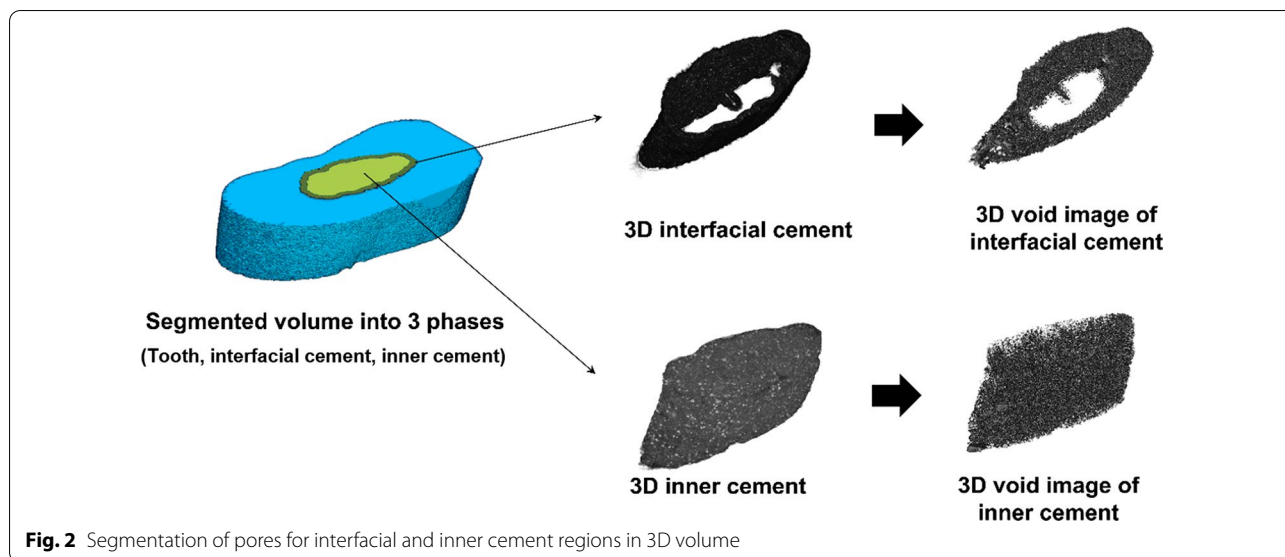 3D interfacial cement
3D void image of
interfacial cement
Segmented volume into 3 phases
(Tooth, interfacial cement, inner cement)
3D inner cement
3D void image of
inner cement
Fig. 2 Segmentation of pores for interfacial and inner cement regions in 3D volume